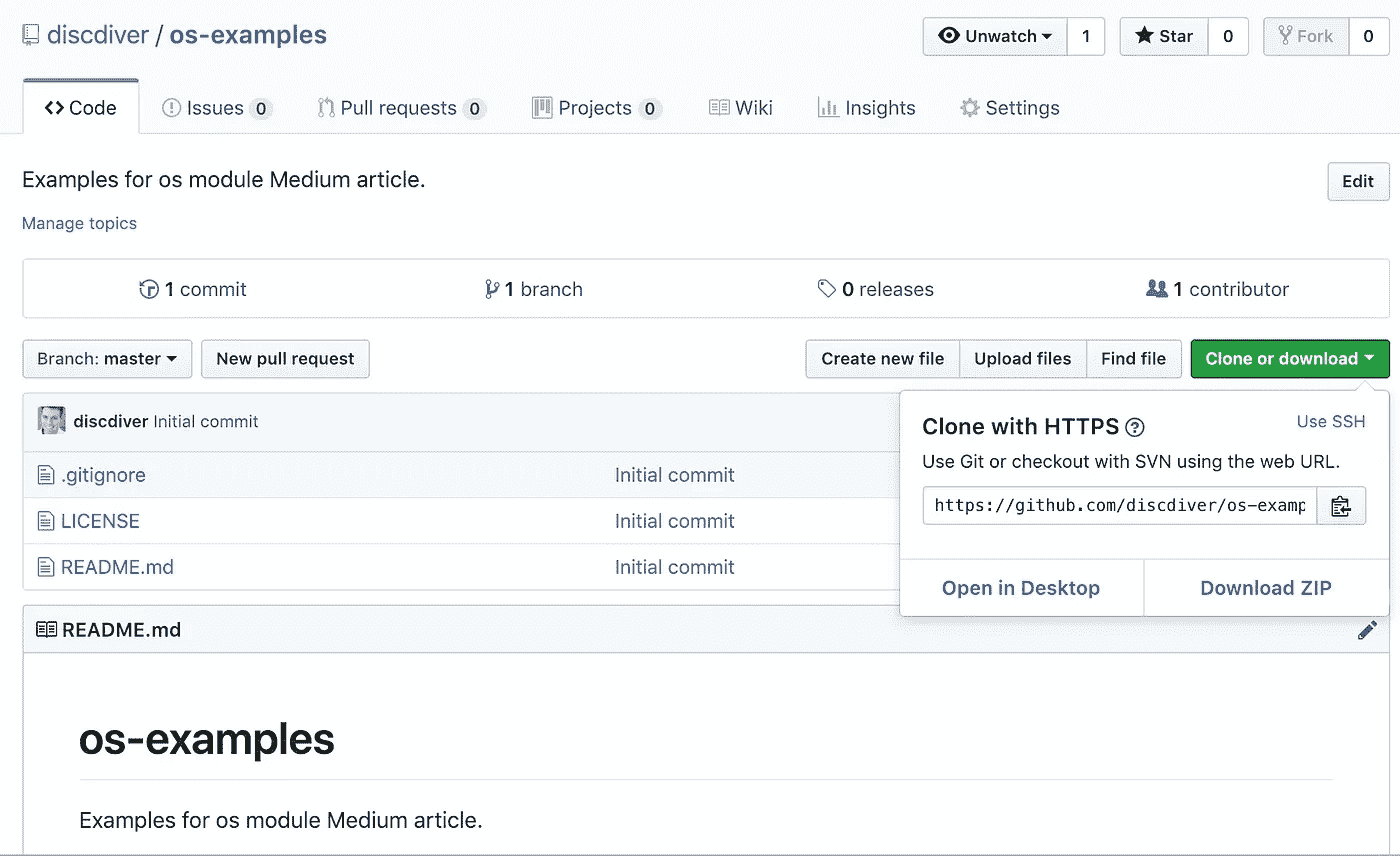 discdiver / os-examples
Unwatch 1 Star 0 Fork 0
Code Issues 0 Pull requests 0 Projects 0 Wiki Insights Settings
Examples for os module Medium article. Edit
Manage topics
1 commit 1 branch 0 releases 1 contributor
Branch: master New pull request Create new file Upload files Find file Clone or download
discdiver Initial commit
.gitignore Initial commit
LICENSE Initial commit
README.md Initial commit
Clone with HTTPS Use SSH
Use Git or checkout with SVN using the web URL.
https://github.com/discdiver/os-examp
Open in Desktop Download ZIP
README.md
os-examples
Examples for os module Medium article.